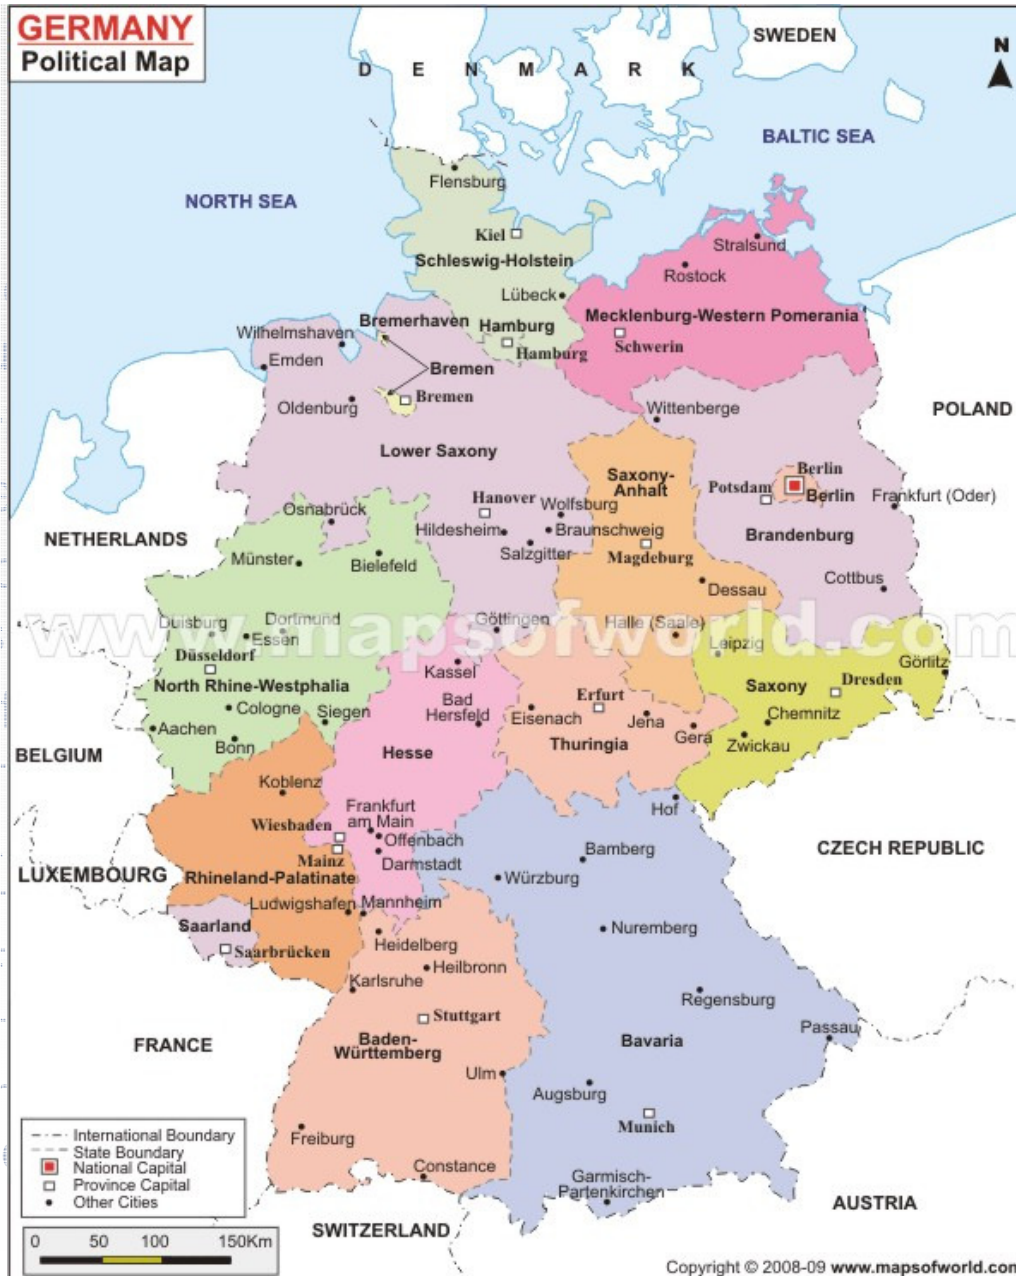 GERMANY
Political Map
SWEDEN
N
D E N M A R K
BALTIC SEA
NORTH SEA
Flensburg
Kiel
Schleswig-Holstein
Stralsund
Rostock
Lübeck
Mecklenburg-Western Pomerania
Bremerhaven
Hamburg
Wilhelmshaven
Hamburg
Schwerin
Emden
Bremen
Oldenburg
Bremen
Wittenberge
POLAND
Lower Saxony
Saxony-
Anhalt
Berlin
Potsdam
Berlin
Frankfurt (Oder)
Hanover
Wolfsburg
Osnabrück
Hildesheim
Braunschweig
Brandenburg
NETHERLANDS
Salzgitter
Magdeburg
Münster
Bielefeld
Dessau
Cottbus
www.mapsofworld.com
Duisburg
Dortmund
Göttingen
Halle (Saale)
Essen
Leipzig
Düsseldorf
Kassel
Görlitz
North Rhine-Westphalia
Saxony
Dresden
Bad
Hersfeld
Erfurt
Cologne
Siegen
Eisenach
Jena
Chemnitz
Aachen
Gera
Bonn
Thuringia
Zwickau
BELGIUM
Hesse
Koblenz
Hof
Frankfurt
am Main
Wiesbaden
Offenbach
CZECH REPUBLIC
Mainz
Darmstadt
Bamberg
LUXEMBOURG
Rhineland-Palatinate
Würzburg
Ludwigshafen
Mannheim
Saarland
Nuremberg
Heidelberg
Saarbrücken
Heilbronn
Karlsruhe
Regensburg
Stuttgart
Passau
FRANCE
Baden-
Württemberg
Bavaria
Ulm
Augsburg
Munich
Freiburg
Constance
Garmisch-
Partenkirchen
AUSTRIA
SWITZERLAND
International Boundary
State Boundary
National Capital
Province Capital
Other Cities
0 50 100 150Km
Copyright © 2008-09 www.mapsofworld.com